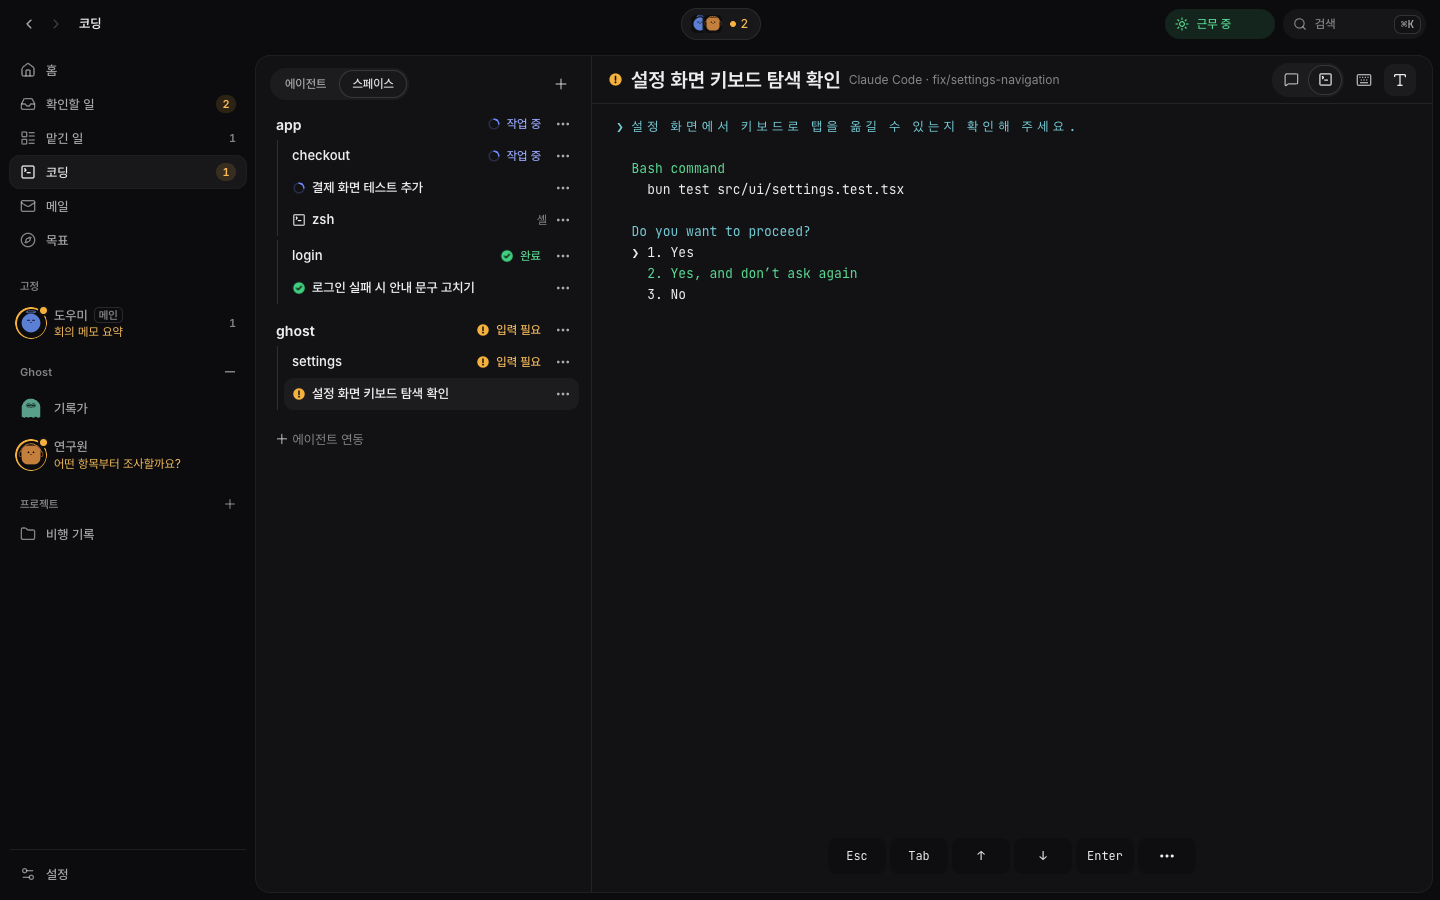 코딩
2
근무 중
검색
⌘K
홈
확인할 일
2
맡긴 일
1
코딩
1
메일
목표
고정
도우미 메인
회의 메모 요약
1
Ghost
기록가
연구원
어떤 항목부터 조사할까요?
프로젝트
비행 기록
설정
에이전트
스페이스
app
작업 중
checkout
작업 중
결제 화면 테스트 추가
zsh
셸
login
완료
로그인 실패 시 안내 문구 고치기
ghost
입력 필요
settings
입력 필요
설정 화면 키보드 탐색 확인
에이전트 연동
설정 화면 키보드 탐색 확인 Claude Code · fix/settings-navigation
❯ 설정 화면에서 키보드로 탭을 옮길 수 있는지 확인해 주세요.
Bash command
bun test src/ui/settings.test.tsx
Do you want to proceed?
❯ 1. Yes
2. Yes, and don’t ask again
3. No
Esc
Tab
↑
↓
Enter